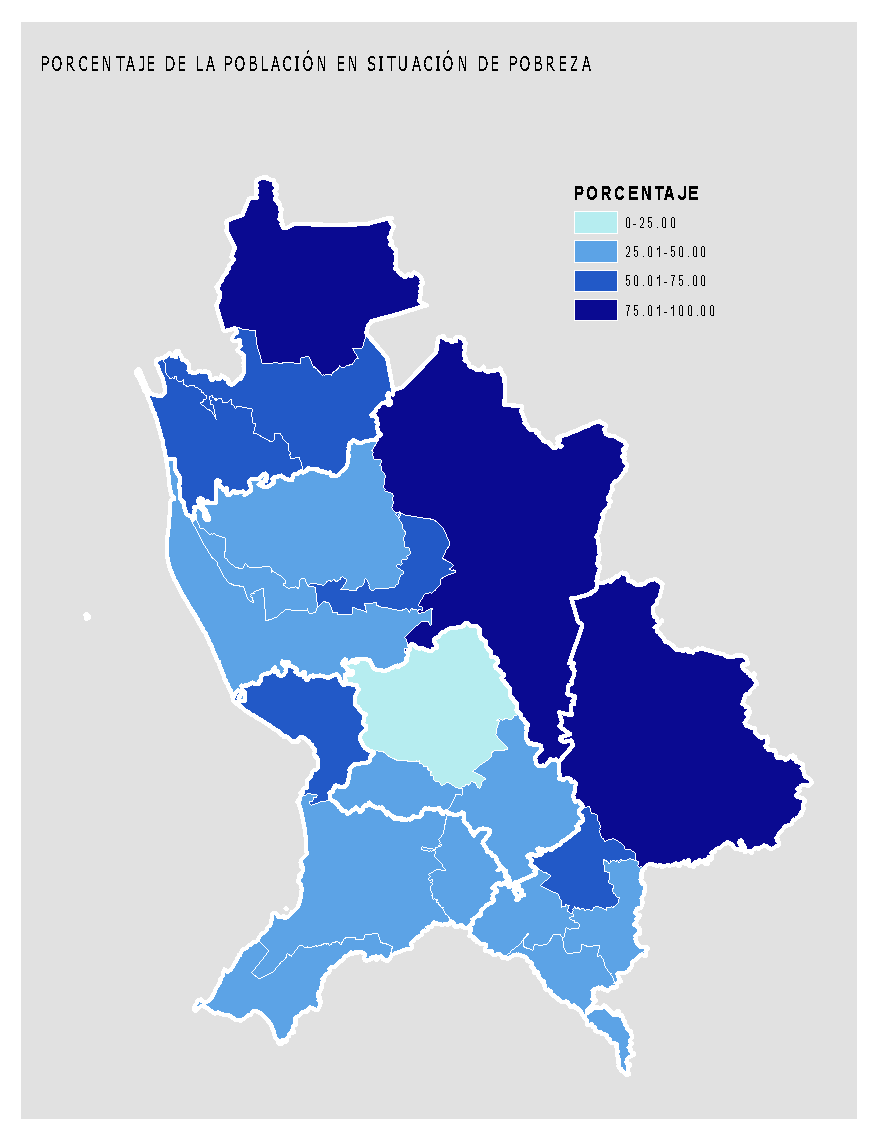 PORCENTAJE DE LA POBLACIÓN EN SITUACIÓN DE POBREZA
PORCENTAJE
0-25.00
25.01-50.00
50.01-75.00
75.01-100.00